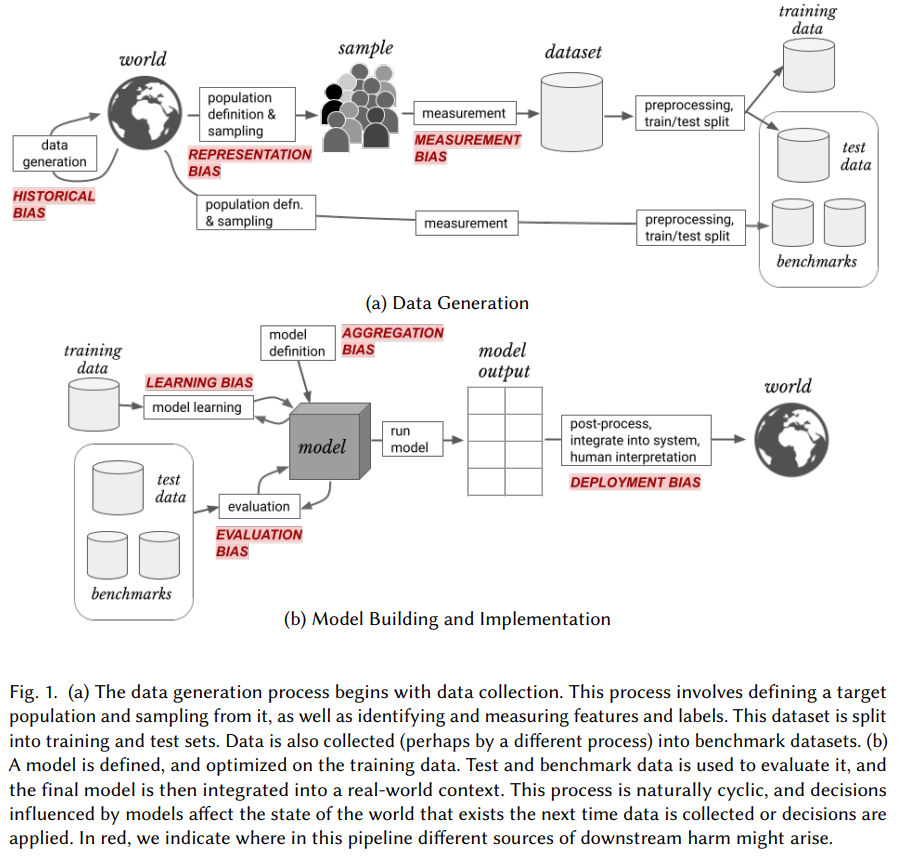 training
data
sample
world
dataset
population
definition &
sampling
measurement
preprocessing,
train/test split
data
generation
REPRESENTATION
BIAS
MEASUREMENT
BIAS
test
data
HISTORICAL
BIAS
population defn.
& sampling
measurement
preprocessing,
train/test split
benchmarks
(a) Data Generation
training
data
LEARNING BIAS
model learning
model
definition
AGGREGATION
BIAS
model
output
world
model
run
model
post-process,
integrate into system,
human interpretation
DEPLOYMENT BIAS
test
data
evaluation
EVALUATION
BIAS
benchmarks
(b) Model Building and Implementation
Fig. 1. (a) The data generation process begins with data collection. This process involves defining a target
population and sampling from it, as well as identifying and measuring features and labels. This dataset is split
into training and test sets. Data is also collected (perhaps by a different process) into benchmark datasets. (b)
A model is defined, and optimized on the training data. Test and benchmark data is used to evaluate it, and
the final model is then integrated into a real-world context. This process is naturally cyclic, and decisions
influenced by models affect the state of the world that exists the next time data is collected or decisions are
applied. In red, we indicate where in this pipeline different sources of downstream harm might arise.